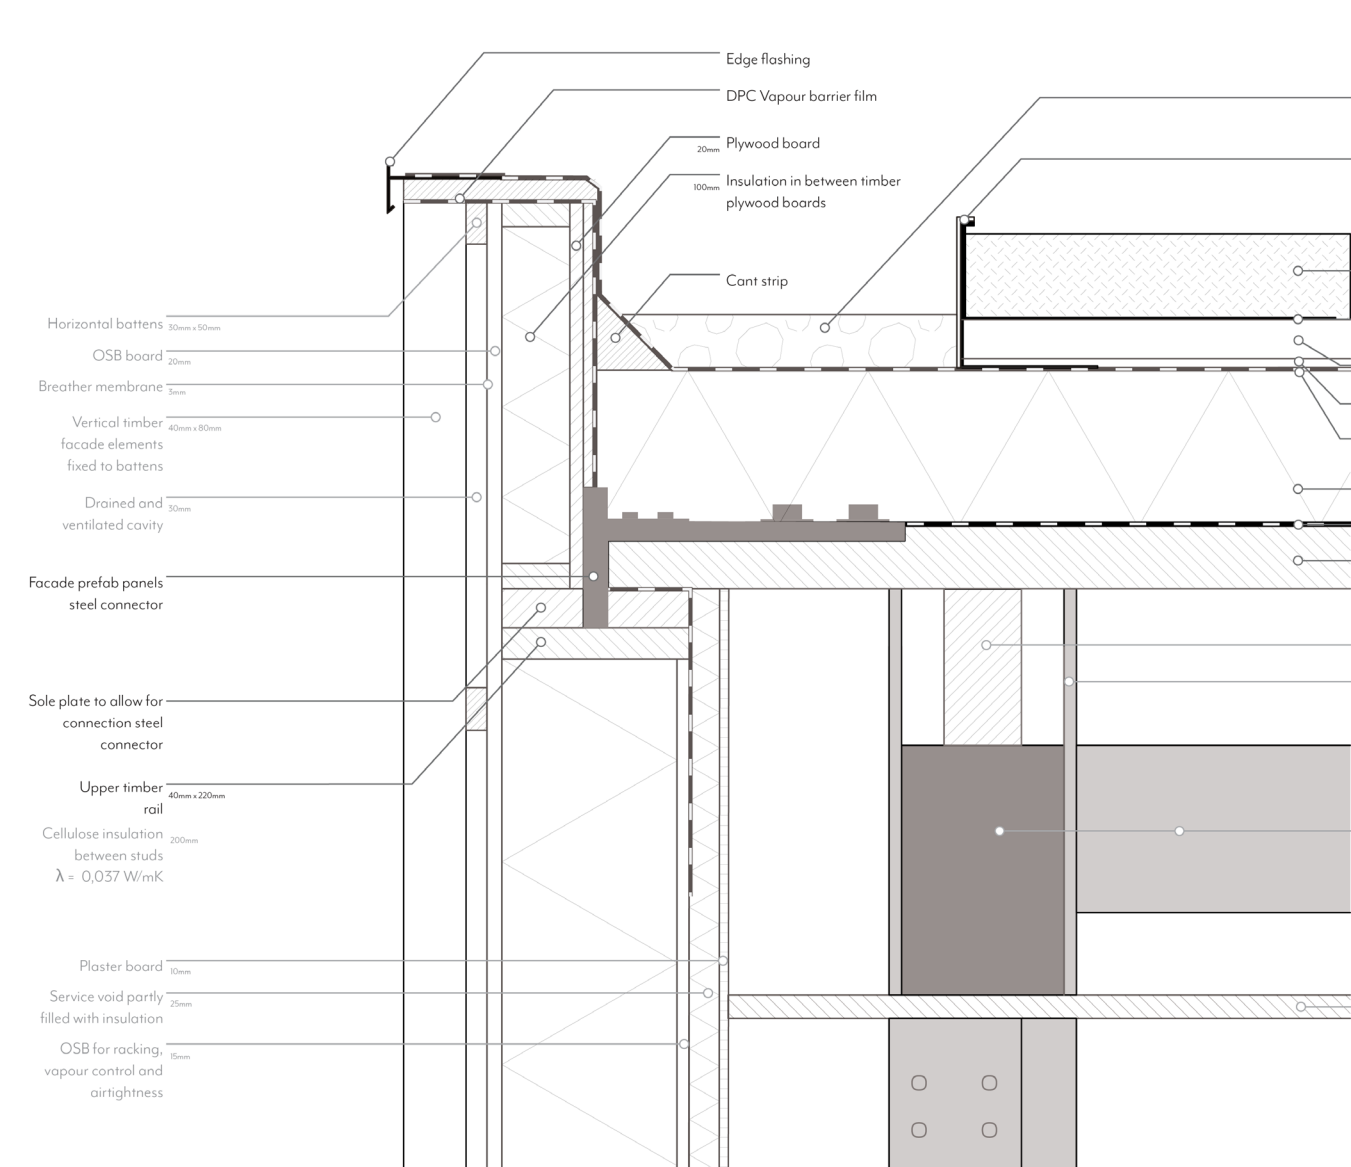 Edge flashing
DPC Vapour barrier film
20mm Plywood board
100mm Insulation in between timber
plywood boards
Cant strip
Horizontal battens 30mm x 50mm
OSB board 20mm
Breather membrane 3mm
Vertical timber 40mm x 80mm
facade elements
fixed to battens
Drained and 30mm
ventilated cavity
Facade prefab panels
steel connector
Sole plate to allow for
connection steel
connector
Upper timber 40mm x 220mm
rail
Cellulose insulation 200mm
between studs
λ = 0,037 W/mK
Plaster board 10mm
Service void partly 25mm
filled with insulation
OSB for racking, 15mm
vapour control and
airtightness